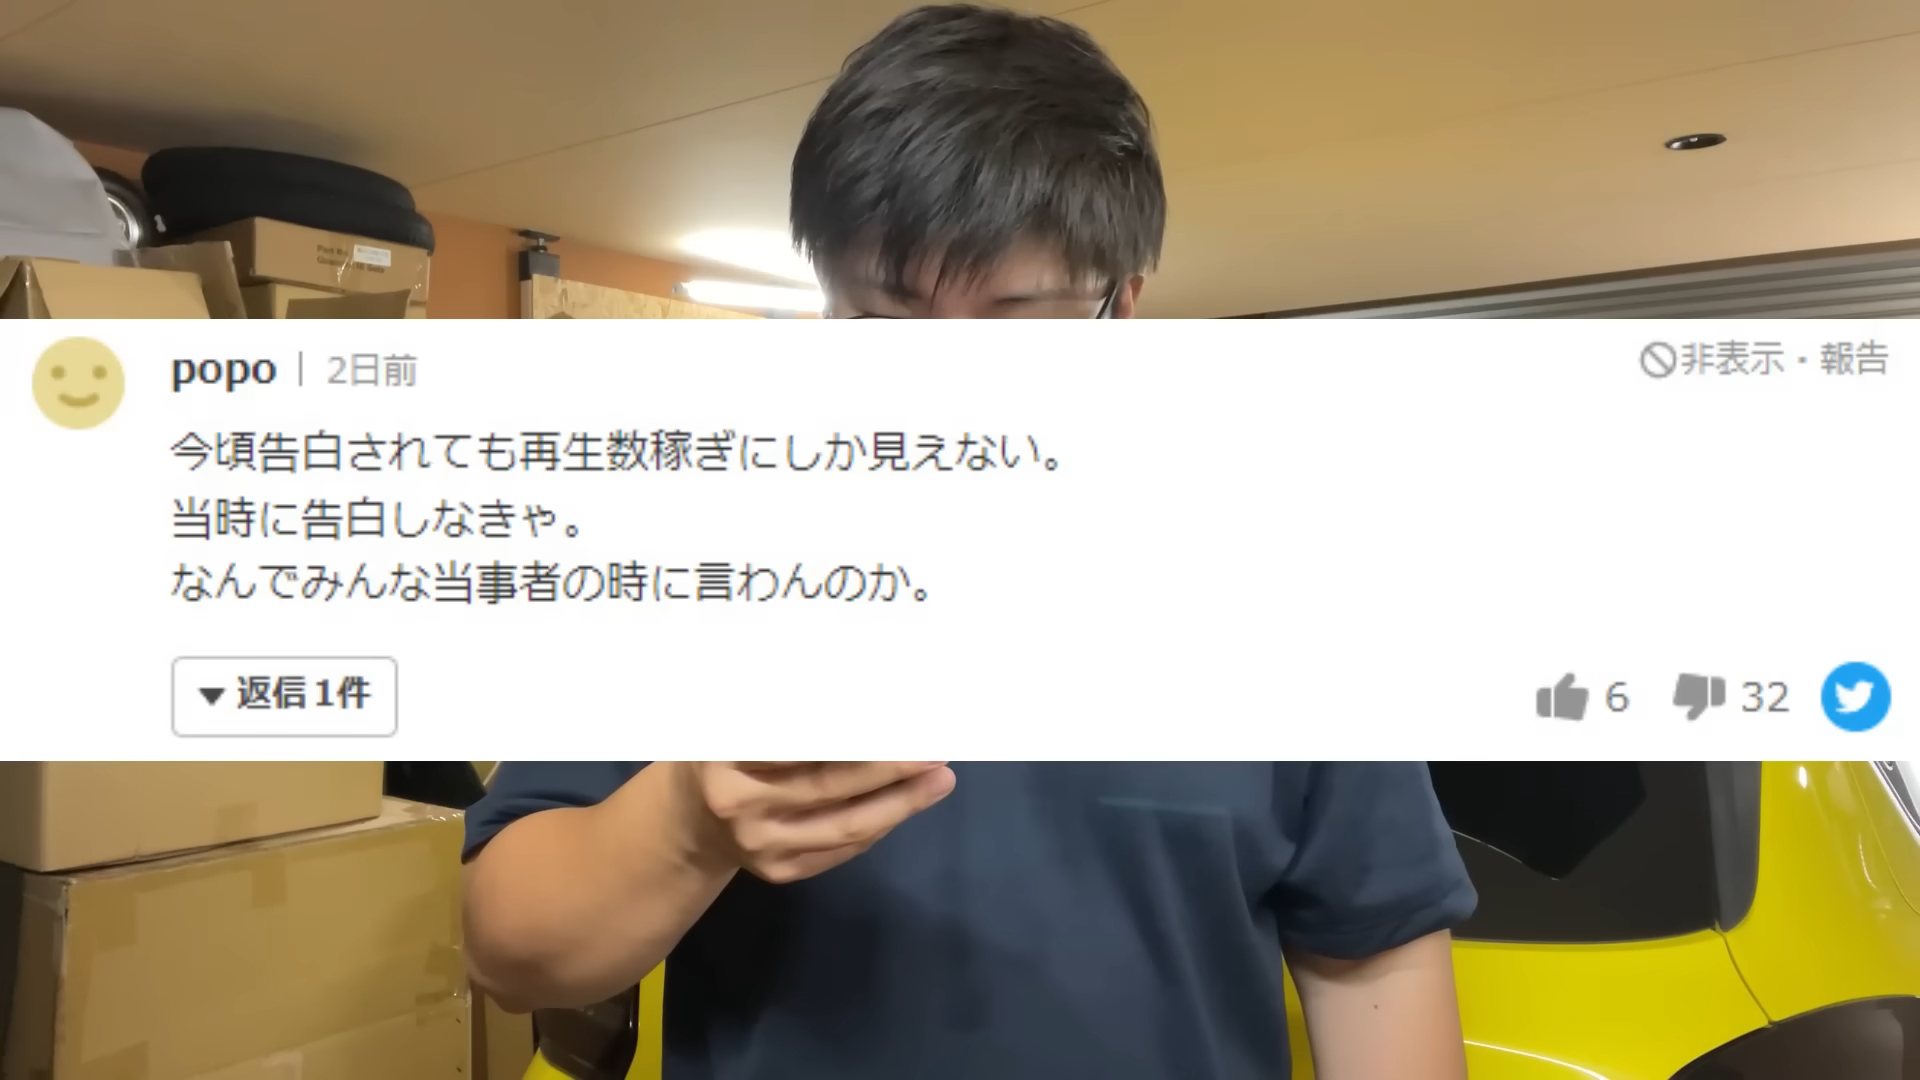 popo
2日前
非表示・報告
今頃告白されても再生数稼ぎにしか見えない。
当時に告白しなきゃ。
なんでみんな当事者の時に言わんのか。
返信1件
6
32